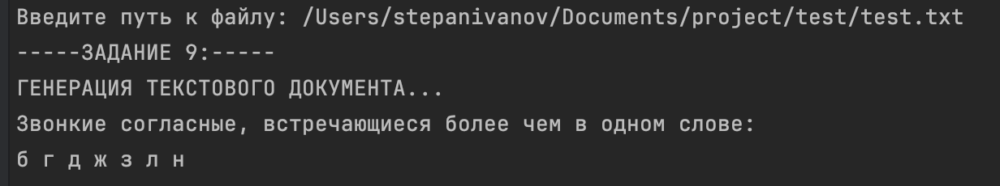 Введите путь к файлу: /Users/stepanivanov/Documents/project/test/test.txt
-----ЗАДАНИЕ 9:-----
ГЕНЕРАЦИЯ ТЕКСТОВОГО ДОКУМЕНТА...
Звонкие согласные, встречающиеся более чем в одном слове:
б г д ж з л н